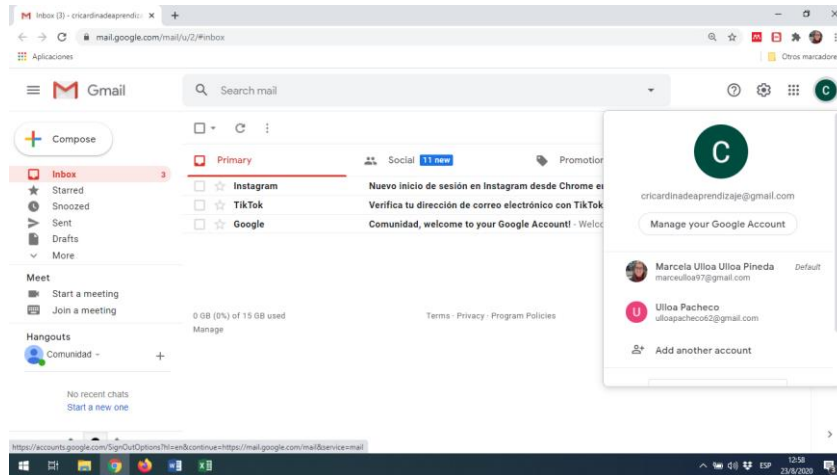 Inbox (3) - cricardinadeaprendiz
mail.google.com/mail/u/2/#inbox
Aplicaciones
Otros marcadore
Gmail
Search mail
C
Compose
Inbox 3
Starred
Snoozed
Sent
Drafts
More
Meet
Start a meeting
Join a meeting
Hangouts
Comunidad
No recent chats
Start a new one
Primary
Social 11 new
Promotion
Instagram Nuevo inicio de sesión en Instagram desde Chrome en
TikTok Verifica tu dirección de correo electrónico con TikTok
Google Comunidad, welcome to your Google Account! - Welc
0 GB (0%) of 15 GB used
Manage
Terms · Privacy · Program Policies
C
cricardinadeaprendizaje@gmail.com
Manage your Google Account
Marcela Ulloa Ulloa Pineda Default
marceulloa97@gmail.com
U
Ulloa Pacheco
ulloapacheco62@gmail.com
Add another account
https://accounts.google.com/SignOutOptions?hl=en&continue=https://mail.google.com/mail&service=mail
ESP
12:58
23/8/2020